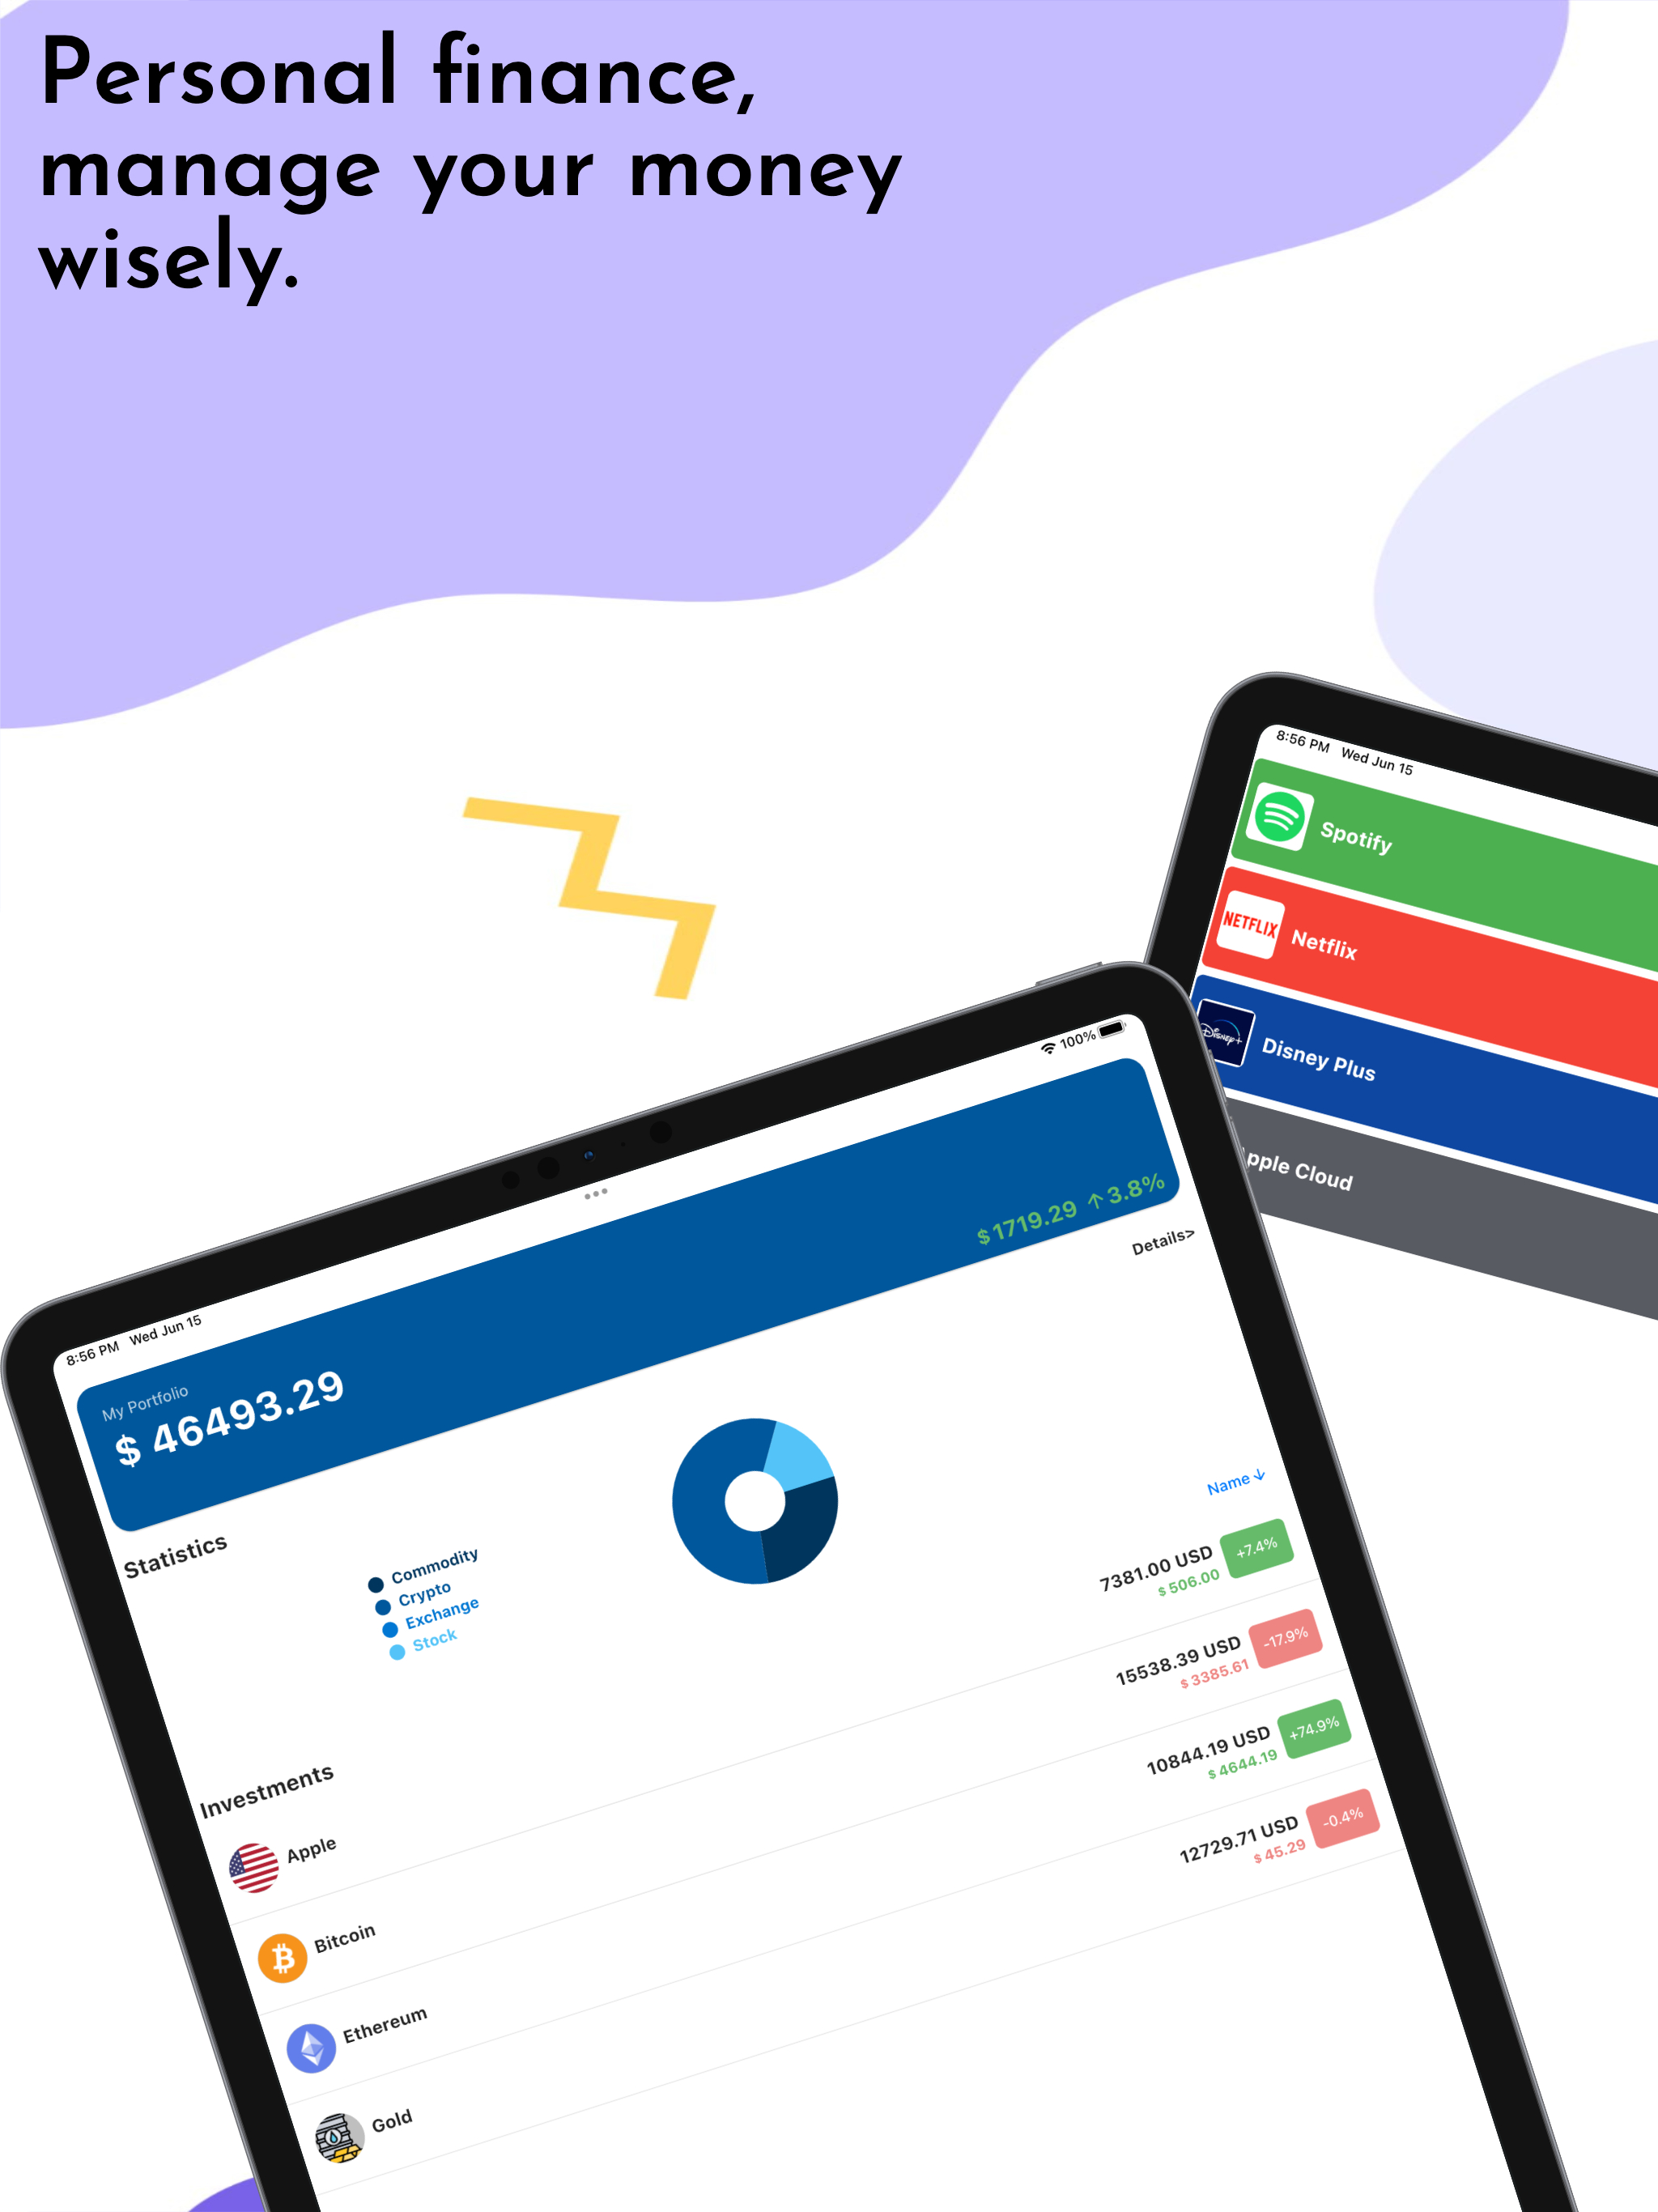 Personal finance,
manage your money
wisely.
8:56 PM Wed Jun 15
Spotify
NETFLIX
Netflix
Disney+
Disney Plus
pple Cloud
100%
8:56 PM Wed Jun 15
My Portfolio
$ 46493.29
$ 1719.29 ↑ 3.8%
Statistics
Details>
Commodity
Crypto
Exchange
Stock
Investments
Name ↓
Apple
7381.00 USD
$ 506.00
+7.4%
Bitcoin
15538.39 USD
$ 3385.61
-17.9%
Ethereum
10844.19 USD
$ 4644.19
+74.9%
Gold
12729.71 USD
$ 45.29
-0.4%